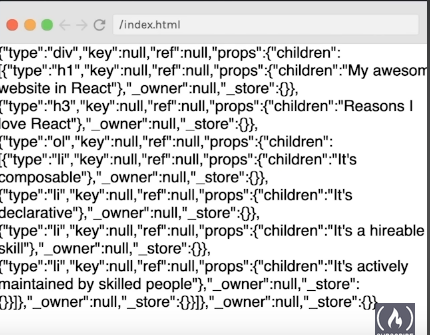 /index.html
{"type":"div","key":null,"ref":null,"props":{"children":
[{"type":"h1","key":null,"ref":null,"props":{"children":"My awesom
website in React"},"_owner":null,"_store":{}},
{"type":"h3","key":null,"ref":null,"props":{"children":"Reasons I
love React"},"_owner":null,"_store":{}},
{"type":"ol","key":null,"ref":null,"props":{"children":
[{"type":"li","key":null,"ref":null,"props":{"children":"It's
composable"},"_owner":null,"_store":{}},
{"type":"li","key":null,"ref":null,"props":{"children":"It's
declarative"},"_owner":null,"_store":{}},
{"type":"li","key":null,"ref":null,"props":{"children":"It's a hireable
skill"},"_owner":null,"_store":{}},
{"type":"li","key":null,"ref":null,"props":{"children":"It's actively
maintained by skilled people"},"_owner":null,"_store":
{}}]},"_owner":null,"_store":{}}]},"_owner":null,"_store":{}}